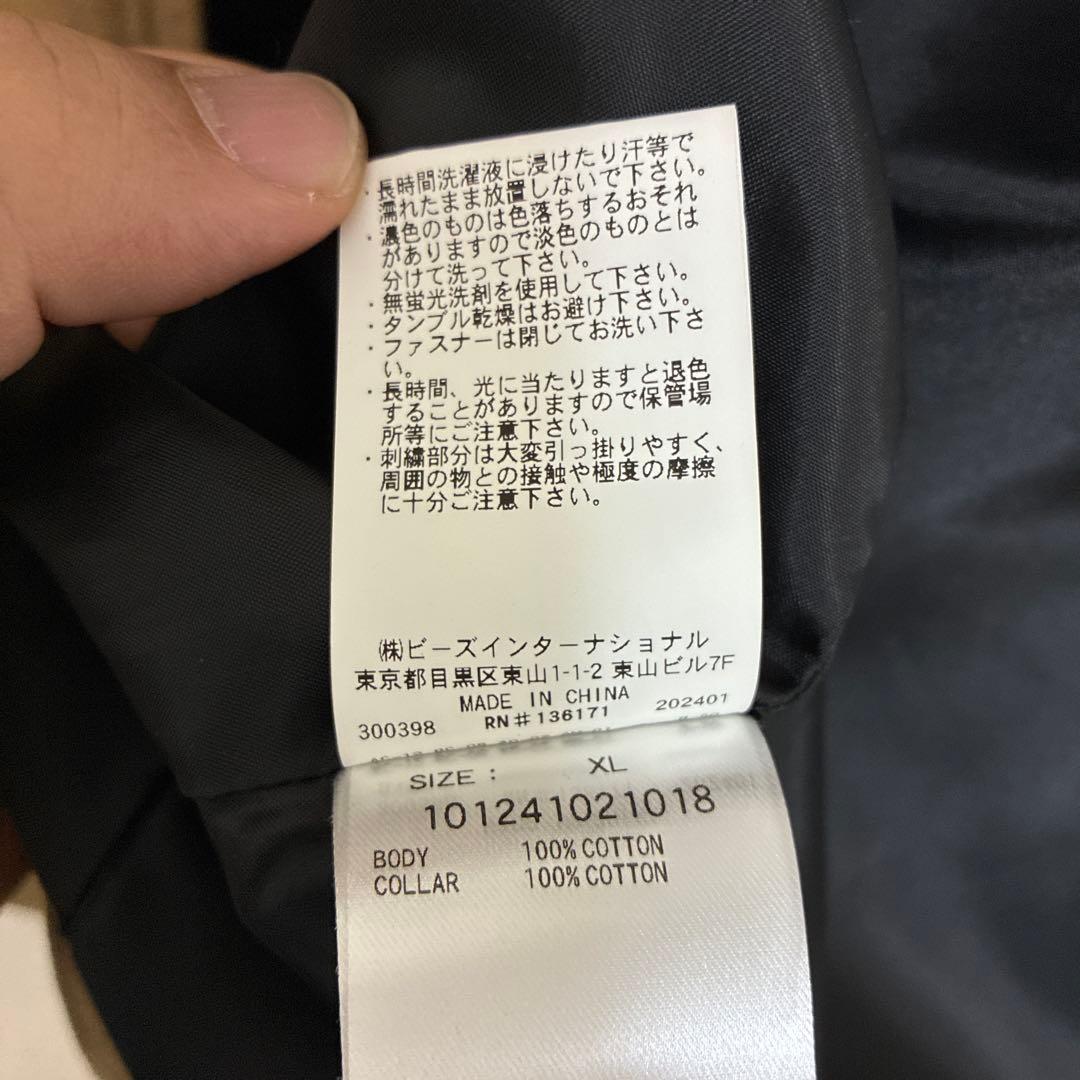 ・長時間洗濯液に浸けたり汗等で
濡れたまま放置しないで下さい。
・濃色のものは色落ちするおそれ
がありますので淡色のものとは
分けて洗って下さい。
・無蛍光洗剤を使用して下さい。
・タンブル乾燥はお避け下さい。
・ファスナーは閉じてお洗い下さ
い。
・長時間、光に当たりますと退色
することがありますので保管場
所等にご注意下さい。
・刺繍部分は大変引っ掛りやすく、
周囲の物との接触や極度の摩擦
に十分ご注意下さい。
㈱ビーズインターナショナル
東京都目黒区東山1-1-2 東山ビル7F
MADE IN CHINA
300398 RN#136171 202401
SIZE : XL
101241021018
BODY 100% COTTON
COLLAR 100% COTTON